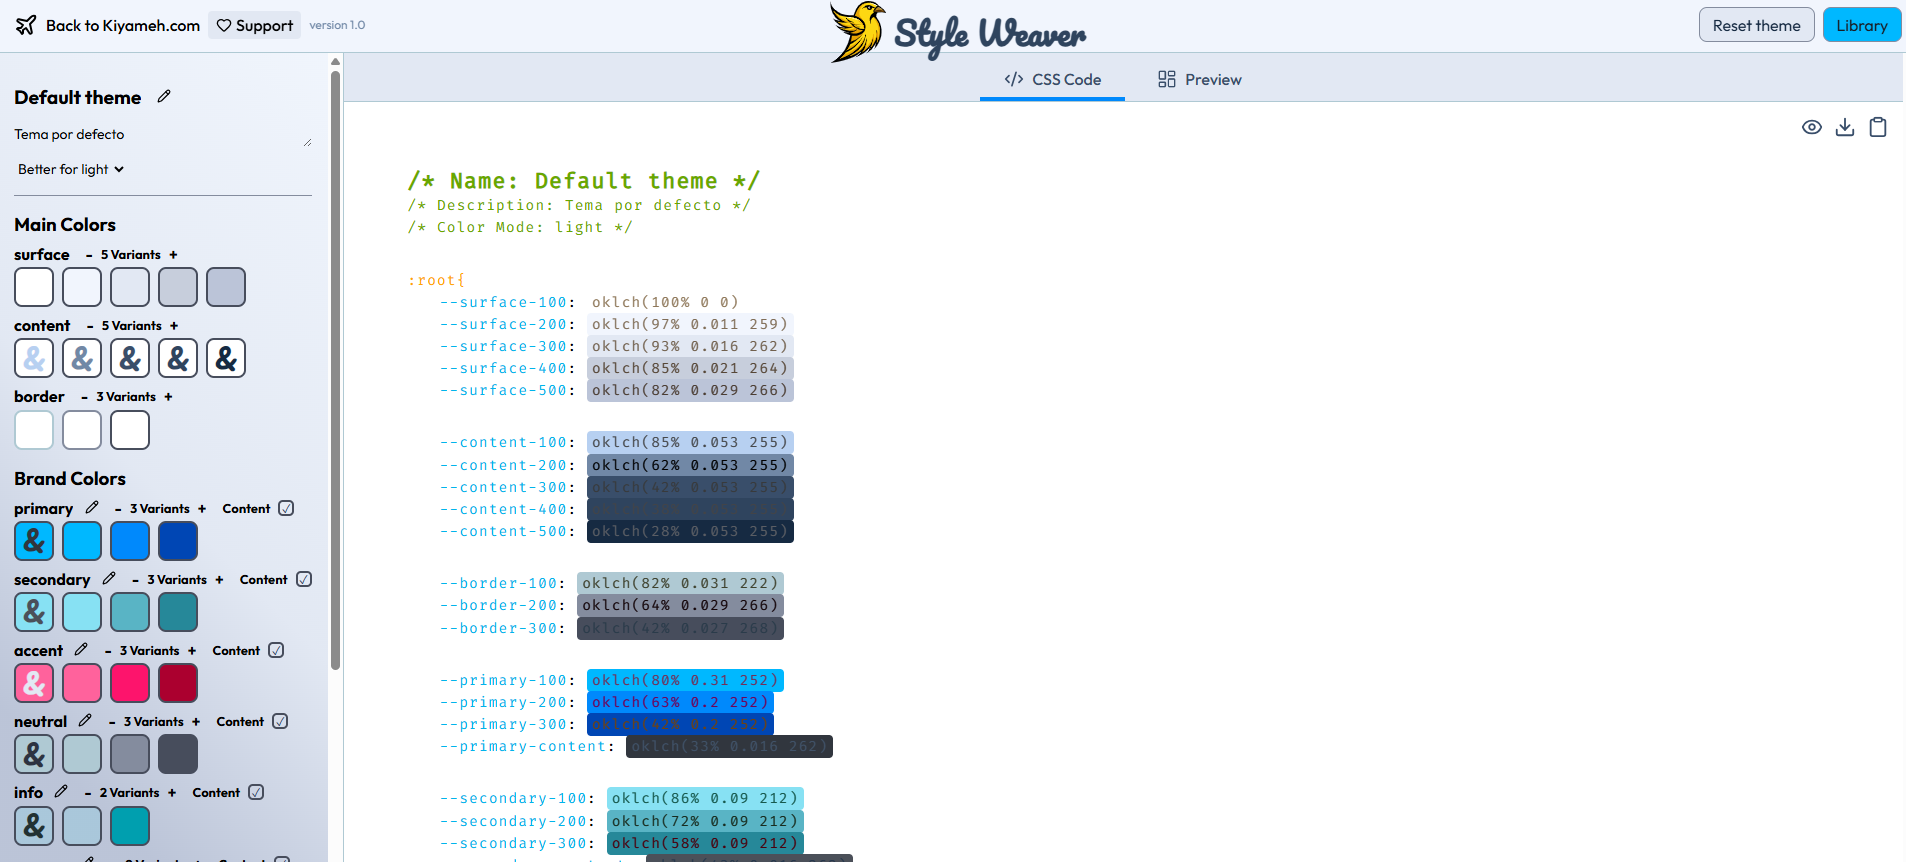 Back to Kiyameh.com Support version 1.0
Style Weaver
Reset theme Library
CSS Code Preview
Default theme
Tema por defecto
Better for light
Main Colors
surface - 5 Variants +
content - 5 Variants +
& & & & &
border - 3 Variants +
Brand Colors
primary - 3 Variants + Content
&
secondary - 3 Variants + Content
&
accent - 3 Variants + Content
&
neutral - 3 Variants + Content
&
info - 2 Variants + Content
&
/* Name: Default theme */
/* Description: Tema por defecto */
/* Color Mode: light */
:root{
--surface-100: oklch(100% 0 0)
--surface-200: oklch(97% 0.011 259)
--surface-300: oklch(93% 0.016 262)
--surface-400: oklch(85% 0.021 264)
--surface-500: oklch(82% 0.029 266)
--content-100: oklch(85% 0.053 255)
--content-200: oklch(62% 0.053 255)
--content-300: oklch(42% 0.053 255)
--content-400:
--content-500: oklch(28% 0.053 255)
--border-100: oklch(82% 0.031 222)
--border-200: oklch(64% 0.029 266)
--border-300: oklch(42% 0.027 268)
--primary-100: oklch(80% 0.31 252)
--primary-200: oklch(63% 0.2 252)
--primary-300: oklch(42% 0.2 252)
--primary-content: oklch(33% 0.016 262)
--secondary-100: oklch(86% 0.09 212)
--secondary-200: oklch(72% 0.09 212)
--secondary-300: oklch(58% 0.09 212)